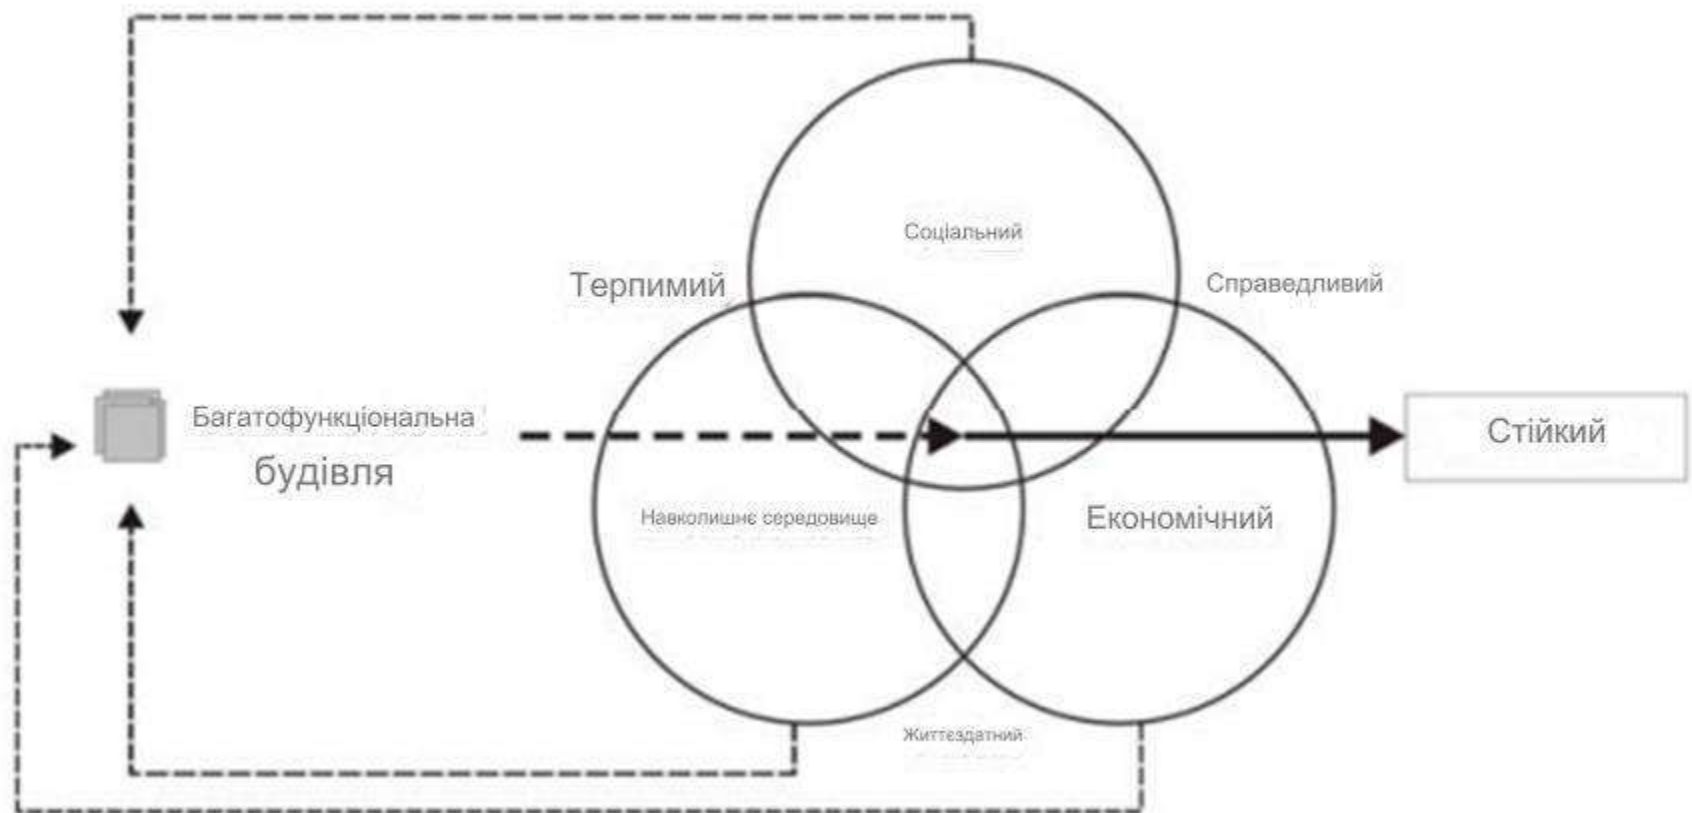 Соціальний
Терпимий
Справедливий
Багатофункціональна
будівля
Стійкий
Навколишнє середовище
Економічний
Життєздатний